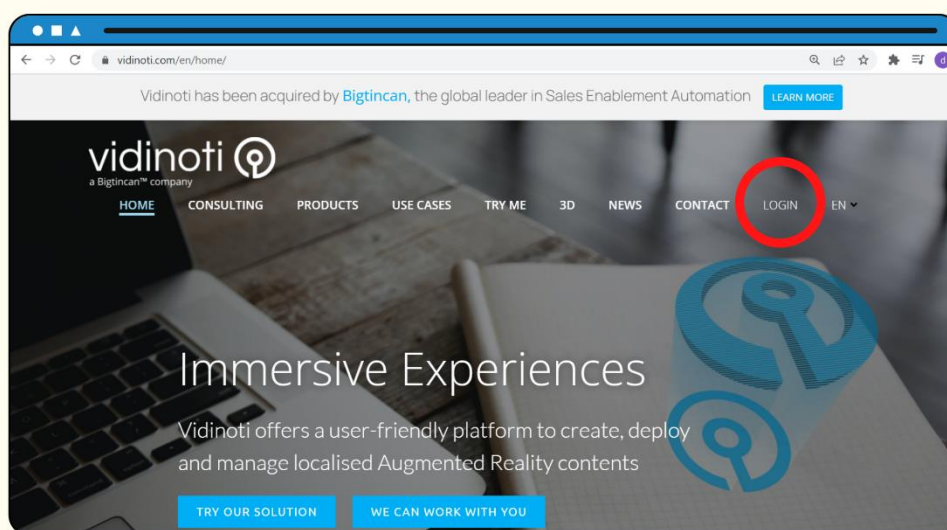 vidinoti.com/en/home/
d
Vidinoti has been acquired by Bigtincan, the global leader in Sales Enablement Automation LEARN MORE
vidinoti
a Bigtincan™ company
HOME CONSULTING PRODUCTS USE CASES TRY ME 3D NEWS CONTACT LOGIN EN
Immersive Experiences
Vidinoti offers a user-friendly platform to create, deploy
and manage localised Augmented Reality contents
TRY OUR SOLUTION WE CAN WORK WITH YOU